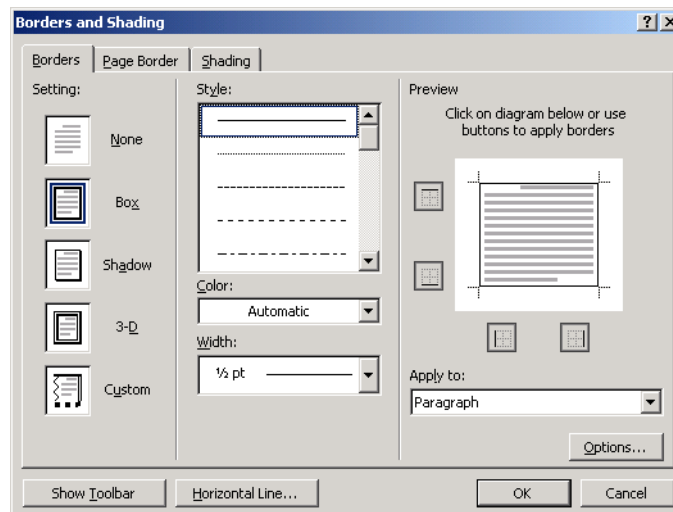 Borders and Shading
Borders
Page Border
Shading
Setting:
None
Box
Shadow
3-D
Custom
Style:
Color:
Automatic
Width:
½ pt
Preview
Click on diagram below or use
buttons to apply borders
Apply to:
Paragraph
Options...
Show Toolbar
Horizontal Line...
OK
Cancel